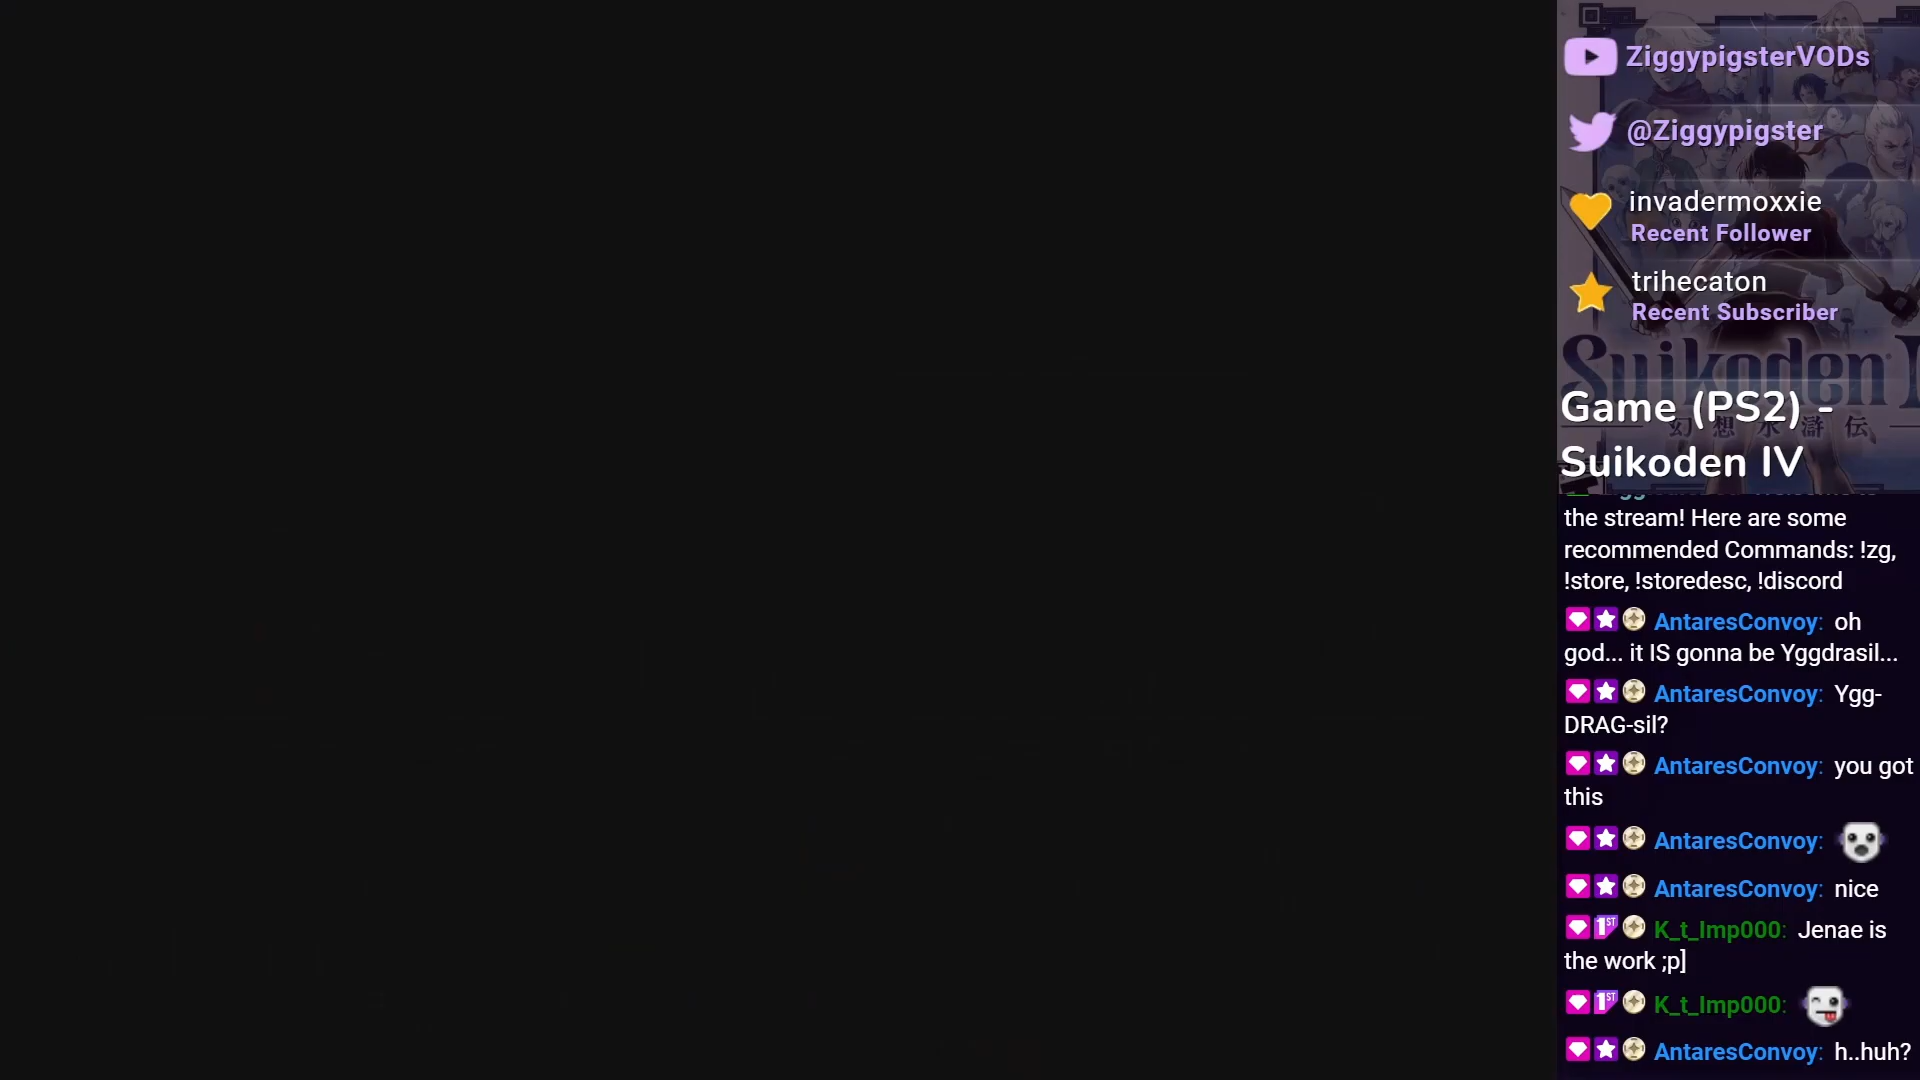 ZiggypigsterVODs
@Ziggypigster
invadermoxxie
Recent Follower
trihecaton
Recent Subscriber
Suikoden
Game (PS2) -
幻想水滸伝
Suikoden IV
the stream! Here are some
recommended Commands: !zg,
!store, !storedesc, !discord
AntaresConvoy: oh
god... it IS gonna be Yggdrasil...
AntaresConvoy: Ygg-
DRAG-sil?
AntaresConvoy: you got
this
AntaresConvoy:
AntaresConvoy: nice
1ST K_t_Imp000: Jenae is
the work ;p]
1ST K_t_Imp000:
AntaresConvoy: h..huh?